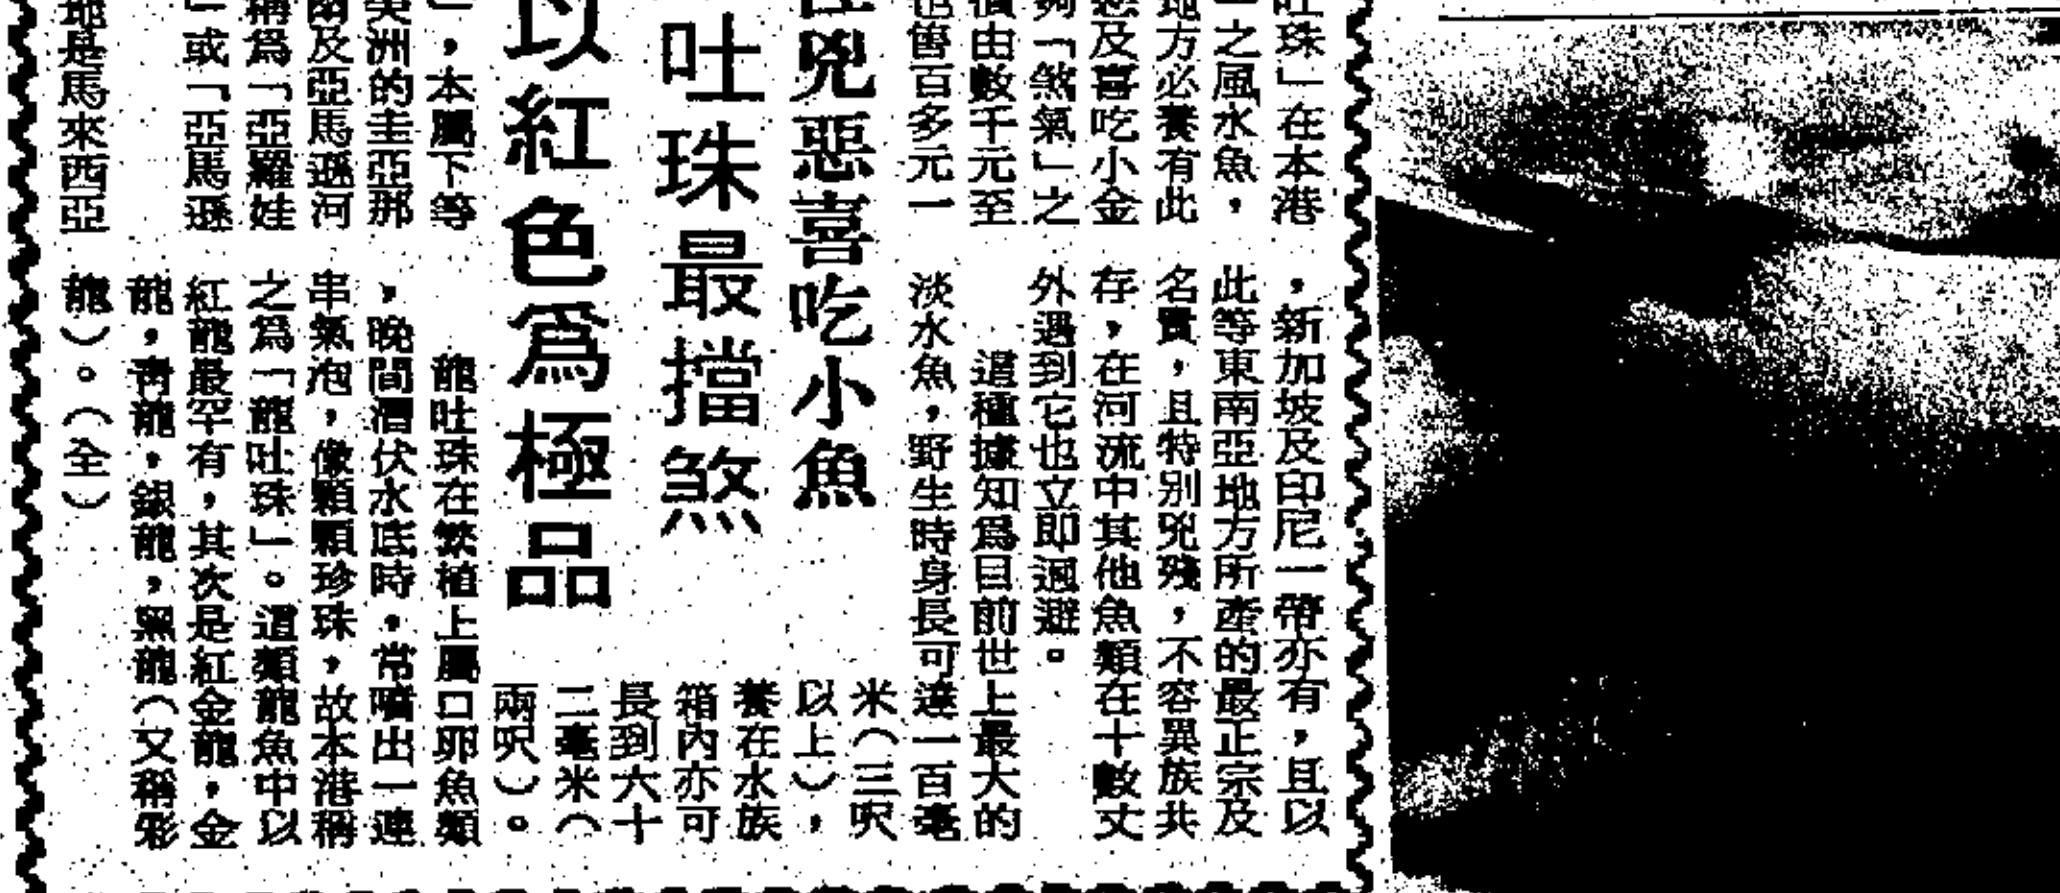 性兇惡喜吃小魚
吐珠最擋煞
以紅色爲極品
吐珠」在本港
之風水魚，
地方必養有此
惡及喜吃小金
夠「煞氣」之
價由數千元至
也售百多元一
」，本屬下等
美洲的圭亞那
南及亞馬遜河
稱爲「亞羅娃
」或「亞馬遜
地是馬來西亞
，新加坡及印尼一帶亦有，且以
此等東南亞地方所產的最正宗及
名貴，且特別兇殘，不容異族共
存，在河流中其他魚類在十數丈
外遇到它也立即迴避。
這種據知爲目前世上最大的
淡水魚，野生時身長可達一百毫
米（三呎
以上），
養在水族
箱內亦可
長到六十
二毫米（
兩呎）。
龍吐珠在繁植上屬口卵魚類
，晚間潛伏水底時，常噴出一連
串氣泡，像顆顆珍珠，故本港稱
之爲「龍吐珠」。這類龍魚中以
紅龍最罕有，其次是紅金龍，金
龍，靑龍，銀龍，黑龍（又稱彩
龍）。（全）